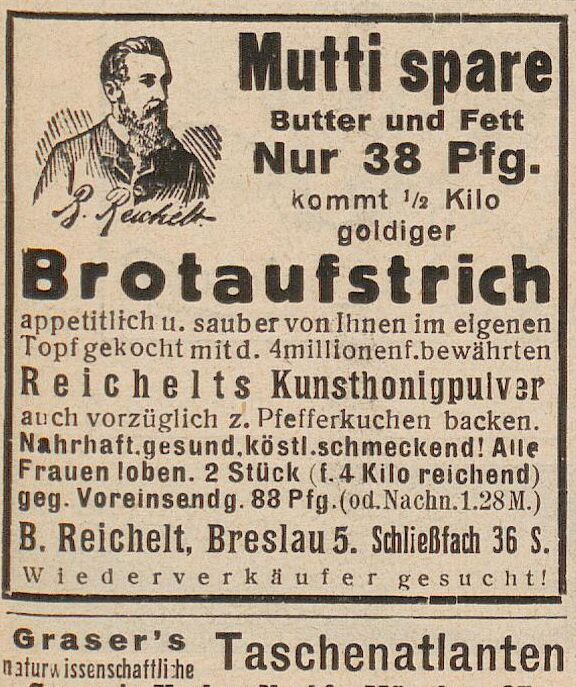 Mutti spare
Butter und Fett
Nur 38 Pfg.
kommt ½ Kilo
goldiger
B. Reichelt
Brotaufstrich
appetitlich u. sauber von Ihnen im eigenen
Topf gekocht mit d. 4millionenf. bewährten
Reichelts Kunsthonigpulver
auch vorzüglich z. Pfefferkuchen backen.
Nahrhaft, gesund, köstl. schmeckend! Alle
Frauen loben. 2 Stück (f. 4 Kilo reichend)
geg. Voreinsendg. 88 Pfg. (od. Nachn. 1.28 M.)
B. Reichelt, Breslau 5. Schließfach 36 S.
Wiederverkäufer gesucht!
Graser's
naturwissenschaftliche
Taschenatlanten